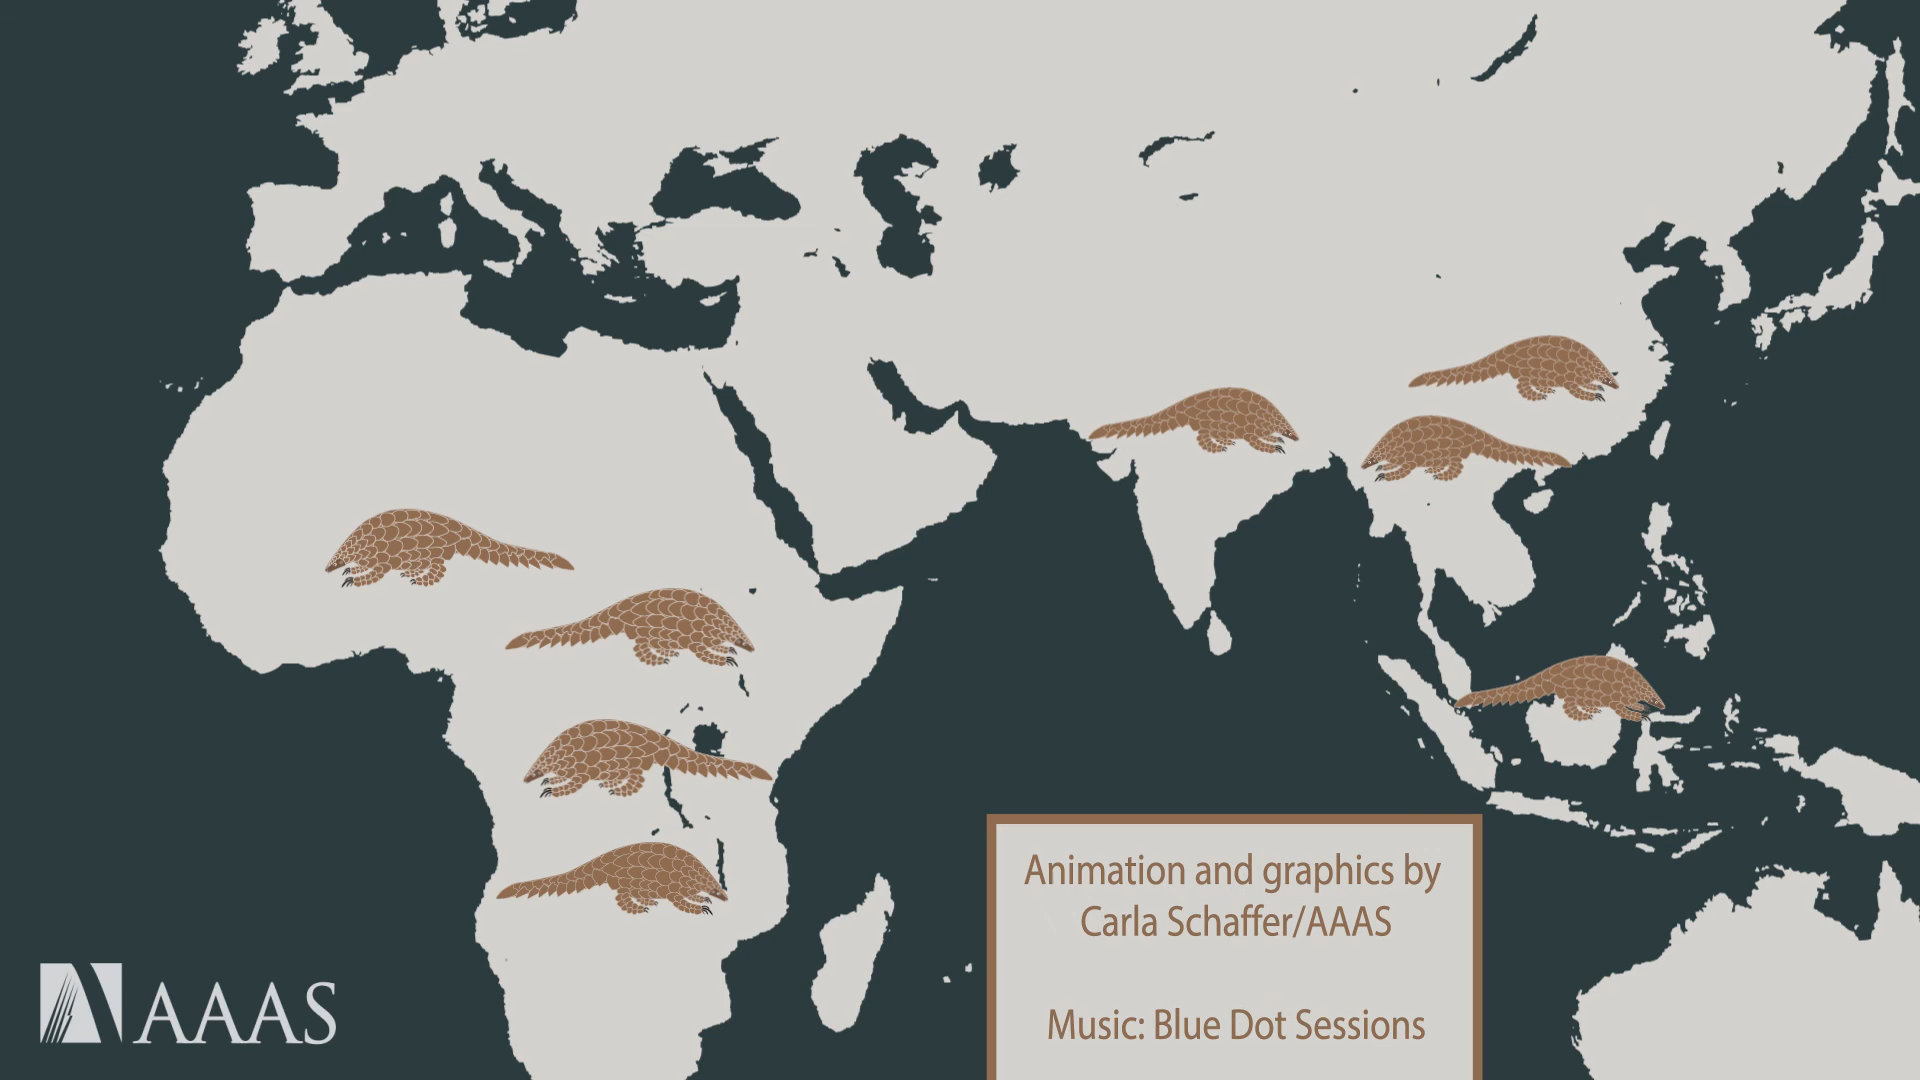 Animation and graphics by
Carla Schaffer/AAAS
Music: Blue Dot Sessions
AAAS